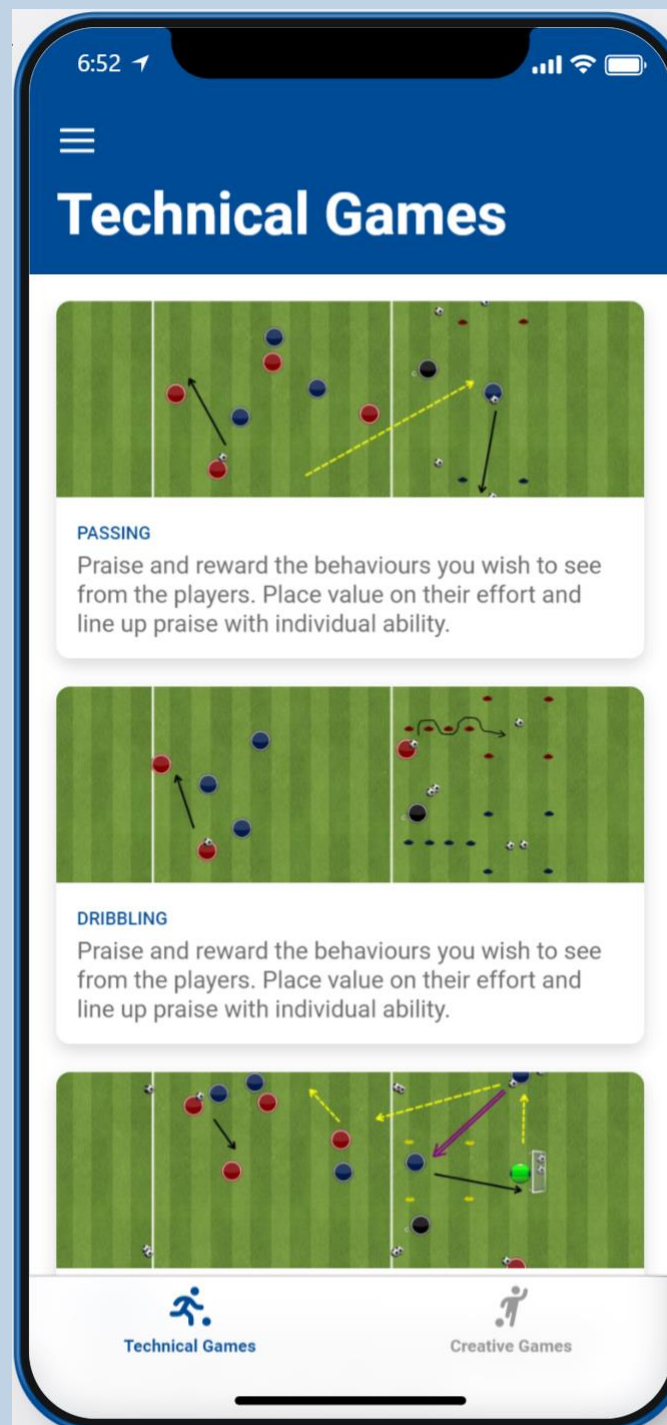 6:52
Technical Games
PASSING
Praise and reward the behaviours you wish to see
from the players. Place value on their effort and
line up praise with individual ability.
DRIBBLING
Praise and reward the behaviours you wish to see
from the players. Place value on their effort and
line up praise with individual ability.
Technical Games
Creative Games